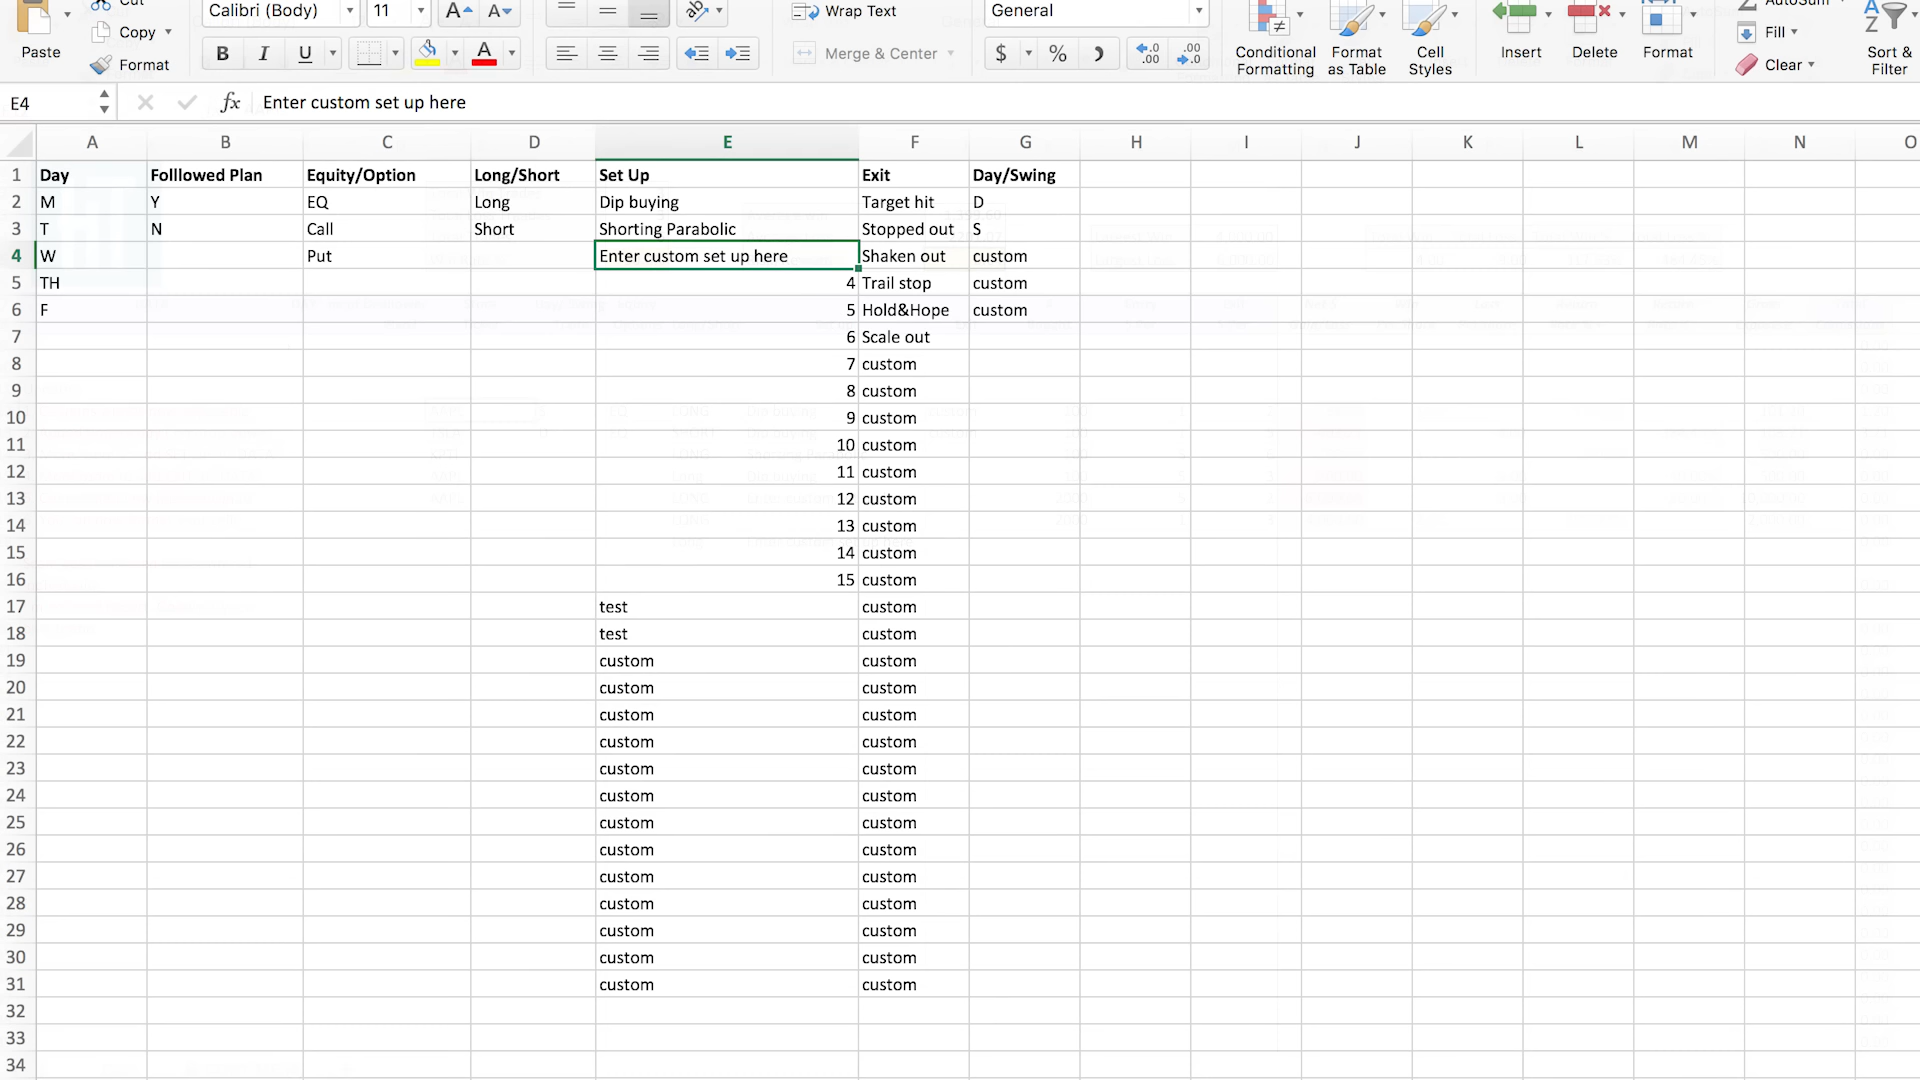 Cut AutoSum
Calibri (Body) 11 A A Wrap Text General
Paste Copy Conditional Formatting Format as Table Cell Styles Insert Delete Format Fill Sort & Filter
Format B I U A Merge & Center $ % ) .0 .00 .00 .0 Clear
E4 fx Enter custom set up here
A B C D E F G H I J K L M N O
1 Day Folllowed Plan Equity/Option Long/Short Set Up Exit Day/Swing
2 M Y EQ Long Dip buying Target hit D
3 T N Call Short Shorting Parabolic Stopped out S
4 W Put Enter custom set up here Shaken out custom
5 TH 4 Trail stop custom
6 F 5 Hold&Hope custom
7 6 Scale out
8 7 custom
9 8 custom
10 9 custom
11 10 custom
12 11 custom
13 12 custom
14 13 custom
15 14 custom
16 15 custom
17 test custom
18 test custom
19 custom custom
20 custom custom
21 custom custom
22 custom custom
23 custom custom
24 custom custom
25 custom custom
26 custom custom
27 custom custom
28 custom custom
29 custom custom
30 custom custom
31 custom custom
32
33
34